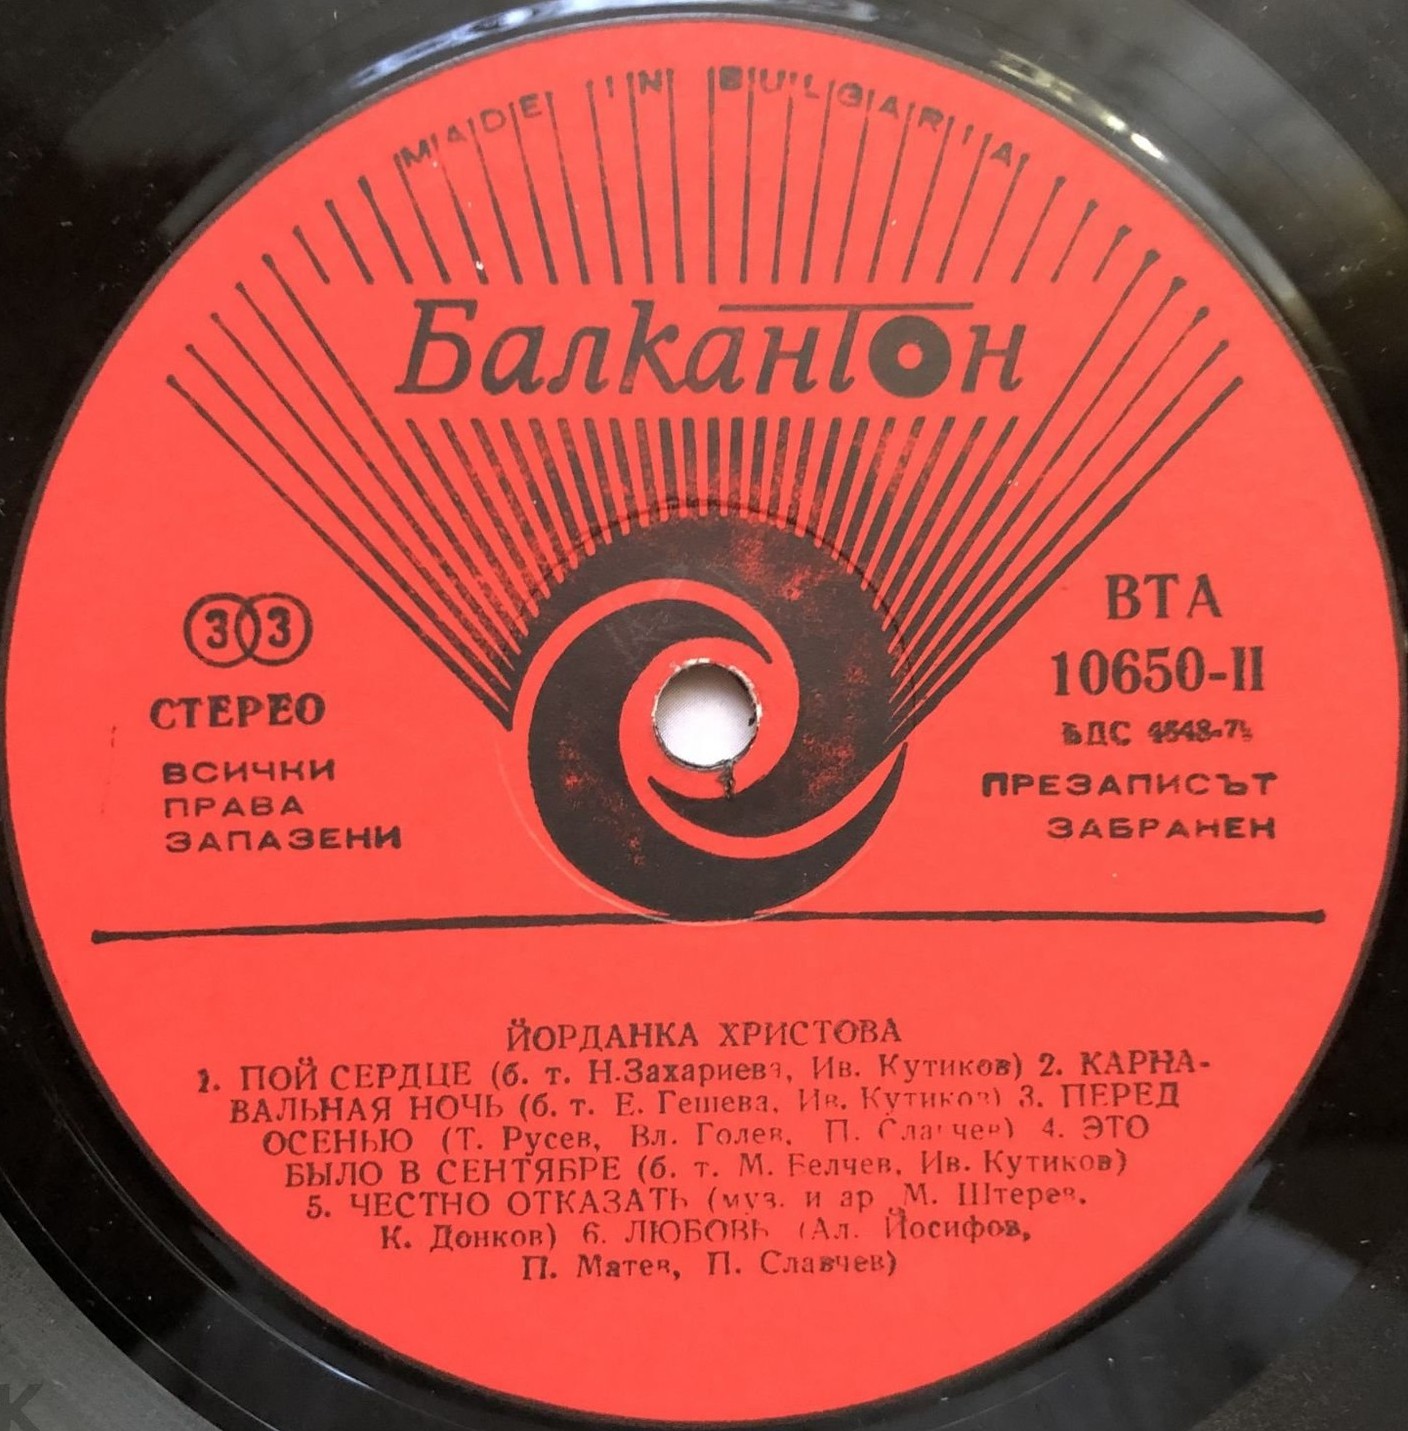 MADE IN BULGARIA
Балкантон
33
СТЕРЕО
ВСИЧКИ
ПРАВА
ЗАПАЗЕНИ
ВТА
10650-II
БДС
ПРЕЗАПИСЪТ
ЗАБРАНЕН
ЙОРДАНКА ХРИСТОВА
1. ПОЙ СЕРДЦЕ (б. т. Н.Захариева, Ив. Кутиков) 2. КАРНА-
ВАЛЬНАЯ НОЧЬ (б. т. Е. Гешева, Ив. Кутиков) 3. ПЕРЕД
ОСЕНЬЮ (Т. Русев, Вл. Голев, П. Славчев) 4. ЭТО
БЫЛО В СЕНТЯБРЕ (б. т. М. Белчев, Ив. Кутиков)
5. ЧЕСТНО ОТКАЗАТЬ (муз. и ар М. Штерев,
К. Донков) 6. ЛЮБОВЬ (Ал. Йосифов,
П. Матев, П. Славчев)
K